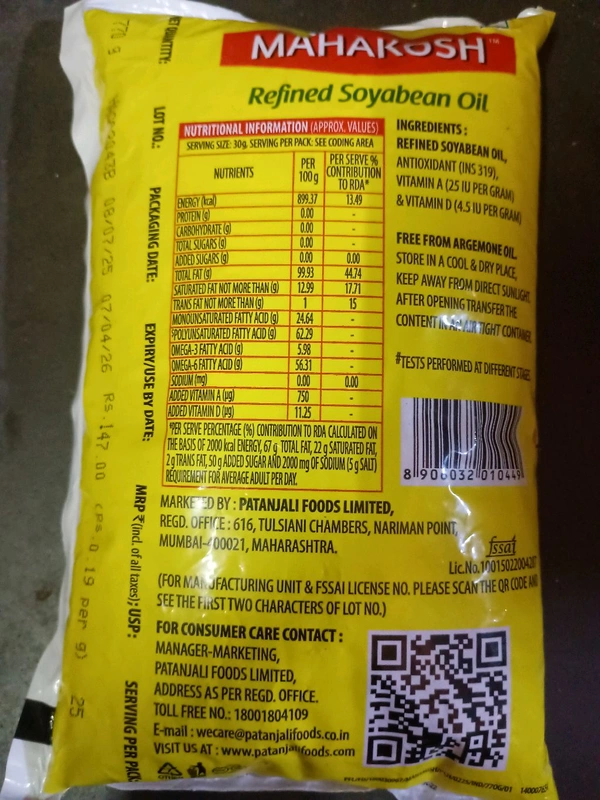 MAHAKOSH™
Refined Soyabean Oil
NUTRITIONAL INFORMATION (APPROX. VALUES)
SERVING SIZE: 30g, SERVING PER PACK: SEE CODING AREA
NUTRIENTS PER 100 g PER SERVE % CONTRIBUTION TO RDA*
ENERGY (kcal) 899.37 13.49
PROTEIN (g) 0.00 -
CARBOHYDRATE (g) 0.00 -
TOTAL SUGARS (g) 0.00 -
ADDED SUGARS (g) 0.00 0.00
TOTAL FAT (g) 99.93 44.74
SATURATED FAT NOT MORE THAN (g) 12.99 17.71
TRANS FAT NOT MORE THAN (g) 1 15
MONOUNSATURATED FATTY ACID (g) 24.64 -
#POLYUNSATURATED FATTY ACID (g) 62.29 -
OMEGA-3 FATTY ACID (g) 5.98 -
OMEGA-6 FATTY ACID (g) 56.31 -
SODIUM (mg) 0.00 0.00
ADDED VITAMIN A (µg) 750 -
ADDED VITAMIN D (µg) 11.25 -
*PER SERVE PERCENTAGE (%) CONTRIBUTION TO RDA CALCULATED ON
THE BASIS OF 2000 kcal ENERGY, 67 g TOTAL FAT, 22 g SATURATED FAT,
2 g TRANS FAT, 50 g ADDED SUGAR AND 2000 mg OF SODIUM (5 g SALT)
REQUIREMENT FOR AVERAGE ADULT PER DAY.
INGREDIENTS :
REFINED SOYABEAN OIL,
ANTIOXIDANT (INS 319),
VITAMIN A (25 IU PER GRAM)
& VITAMIN D (4.5 IU PER GRAM)
FREE FROM ARGEMONE OIL.
STORE IN A COOL & DRY PLACE,
KEEP AWAY FROM DIRECT SUNLIGHT.
AFTER OPENING TRANSFER THE
CONTENT IN AN AIR TIGHT CONTAINER
#TESTS PERFORMED AT DIFFERENT STAGES
8 906032 010449
MARKETED BY : PATANJALI FOODS LIMITED,
REGD. OFFICE : 616, TULSIANI CHAMBERS, NARIMAN POINT,
MUMBAI-400021, MAHARASHTRA.
fssai
Lic.No.10015022004207
(FOR MANUFACTURING UNIT & FSSAI LICENSE NO. PLEASE SCAN THE QR CODE AND
SEE THE FIRST TWO CHARACTERS OF LOT NO.)
FOR CONSUMER CARE CONTACT :
MANAGER-MARKETING,
PATANJALI FOODS LIMITED,
ADDRESS AS PER REGD. OFFICE.
TOLL FREE NO.: 18001804109
E-mail : wecare@patanjalifoods.co.in
VISIT US AT : www.patanjalifoods.com
QUANTITY:
LOT NO.:
PACKAGING DATE:
EXPIRY/USE BY DATE:
MRP ₹ (incl. of all taxes); USP :
SERVING PER PACK
770 g
08/07/25
07/04/26
Rs.147.00
(Rs.0.19 per g)
25